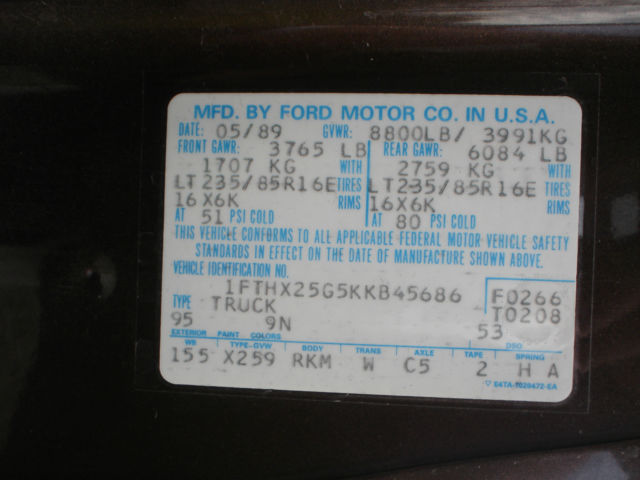 MFD. BY FORD MOTOR CO. IN U.S.A.
DATE: 05/89 GVWR: 8800LB/ 3991KG
FRONT GAWR: 3765 LB REAR GAWR: 6084 LB
1707 KG WITH 2759 KG WITH
LT235/85R16E TIRES LT235/85R16E TIRES
16X6K RIMS 16X6K RIMS
AT 51 PSI COLD AT 80 PSI COLD
THIS VEHICLE CONFORMS TO ALL APPLICABLE FEDERAL MOTOR VEHICLE SAFETY
STANDARDS IN EFFECT ON THE DATE OF MANUFACTURE SHOWN ABOVE.
VEHICLE IDENTIFICATION NO.
1FTHX25G5KKB45686 F0266
TYPE TRUCK T0208
95 9N 53
EXTERIOR PAINT COLORS DSO
WB TYPE-GVW BODY TRANS AXLE TAPE SPRING
155 X259 RKM W C5 2 H A
E4TA-1020472-EA